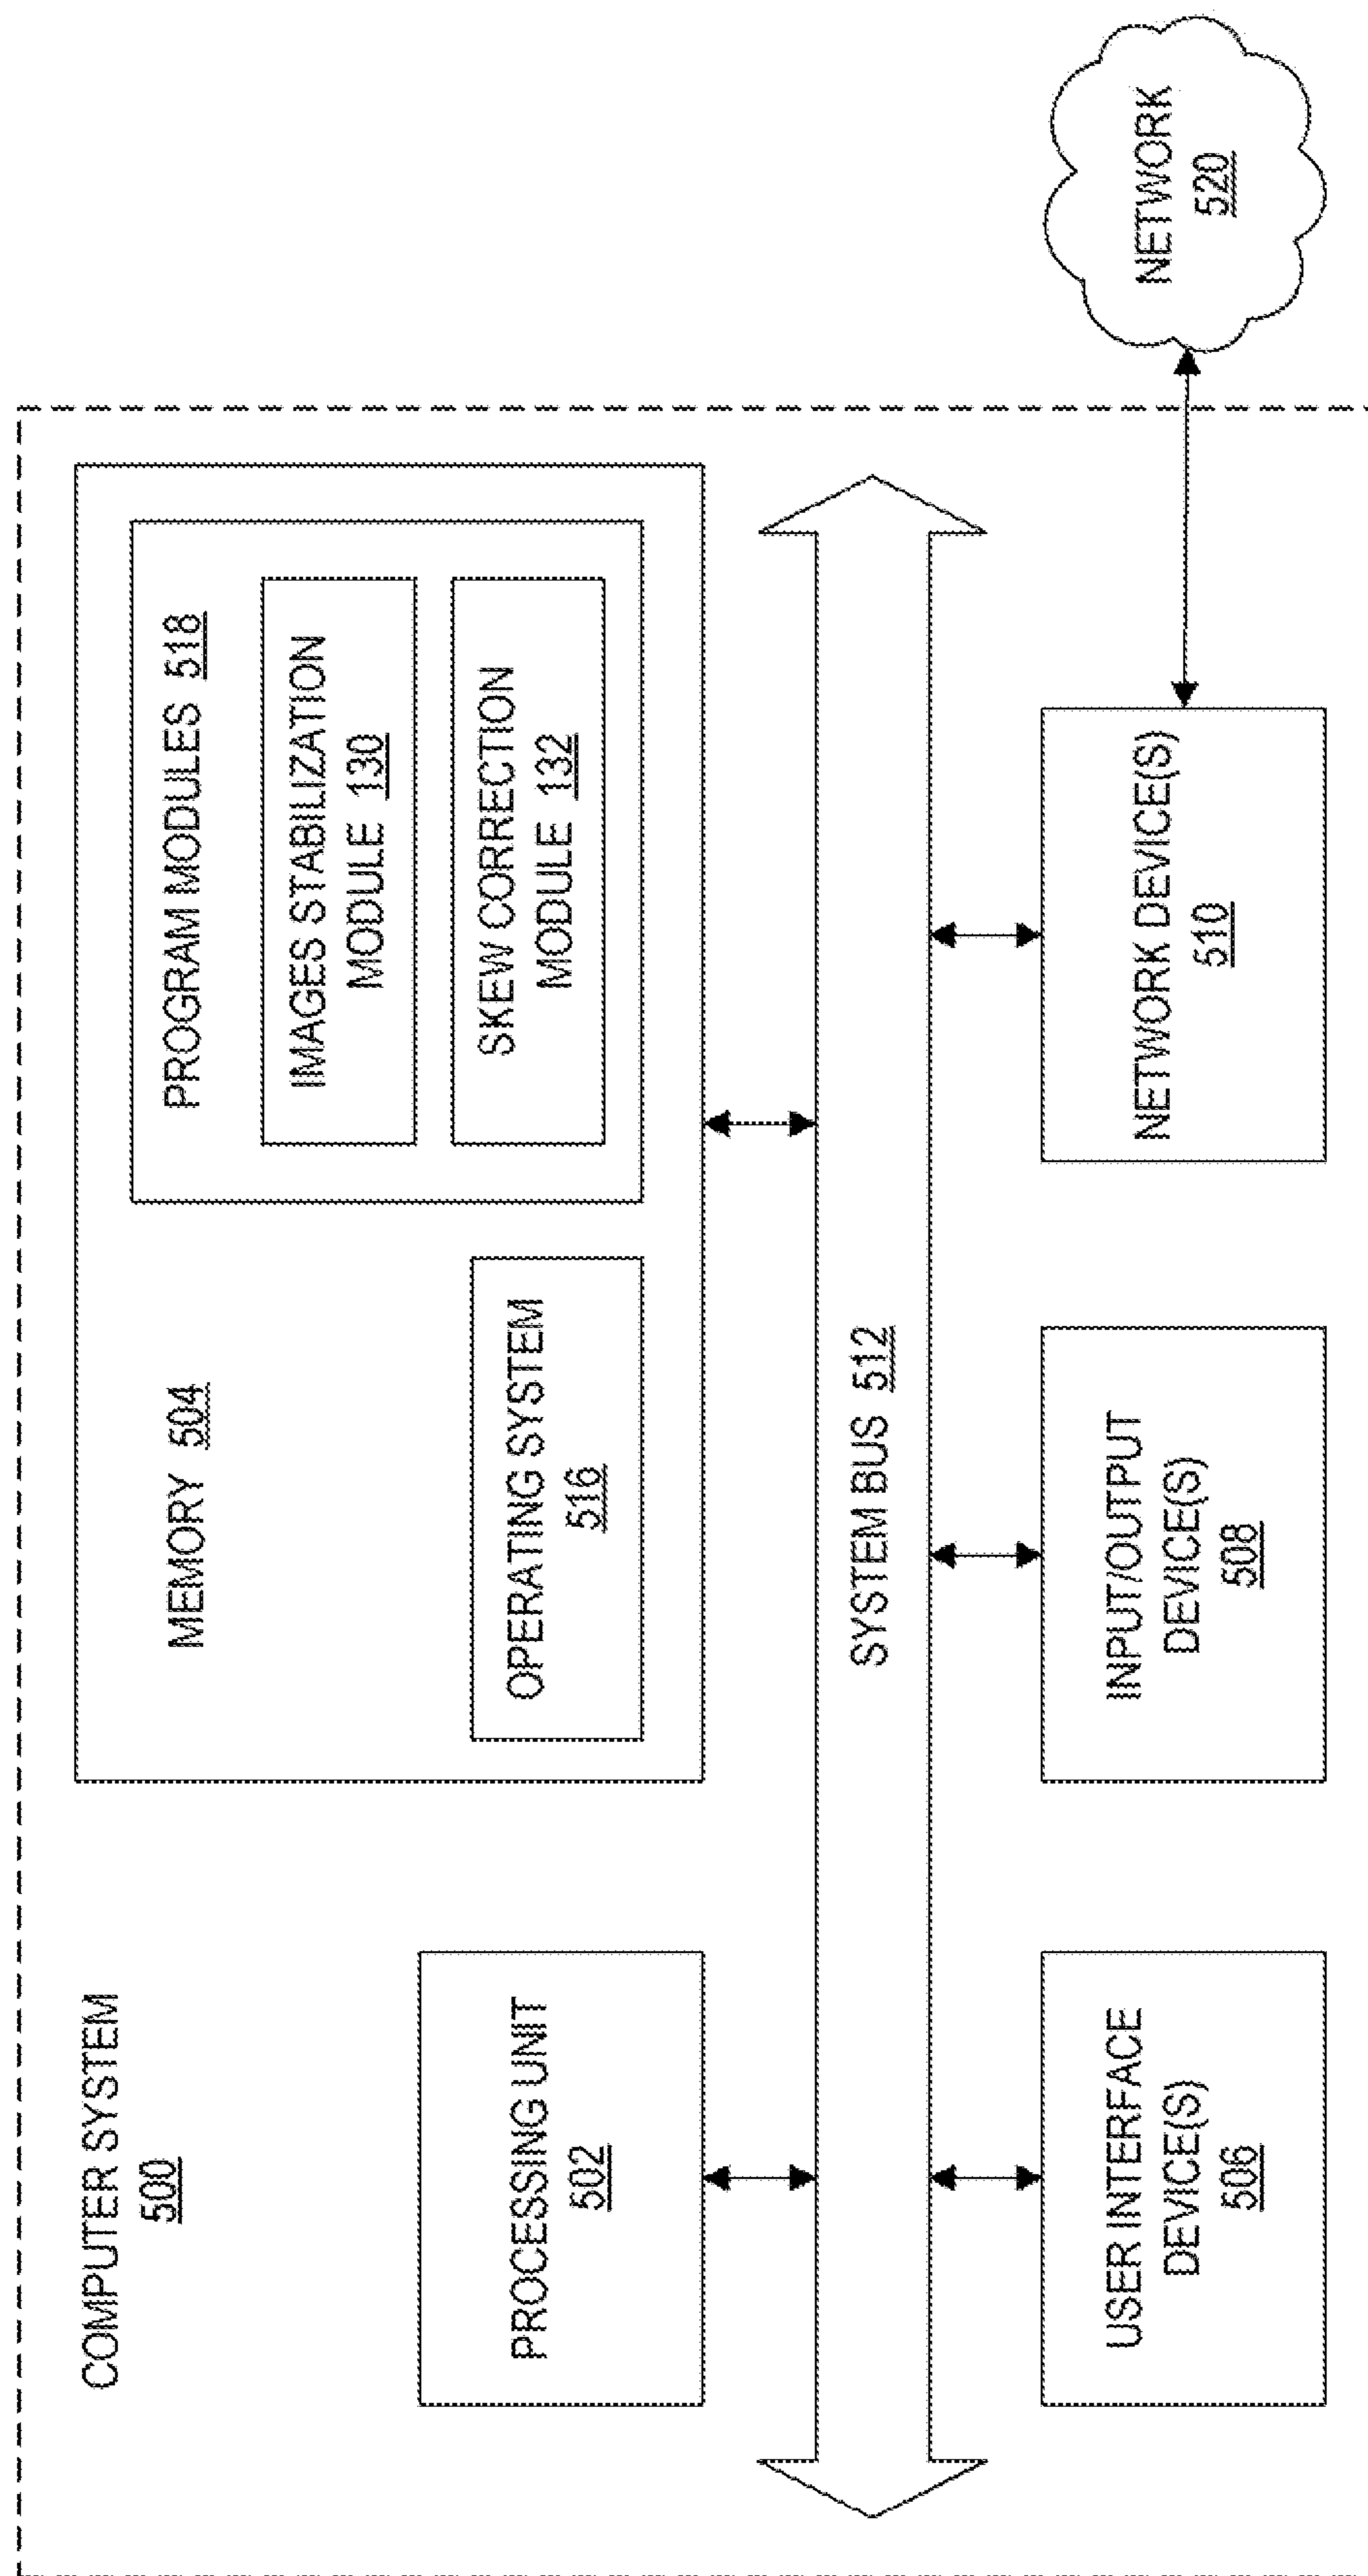 COMPUTER SYSTEM
500
PROCESSING UNIT
502
MEMORY 504
OPERATING SYSTEM
516
PROGRAM MODULES 518
IMAGES STABILIZATION
MODULE 130
SKEW CORRECTION
MODULE 132
SYSTEM BUS 512
USER INTERFACE
DEVICE(S)
506
INPUT/OUTPUT
DEVICE(S)
508
NETWORK DEVICE(S)
510
NETWORK
520